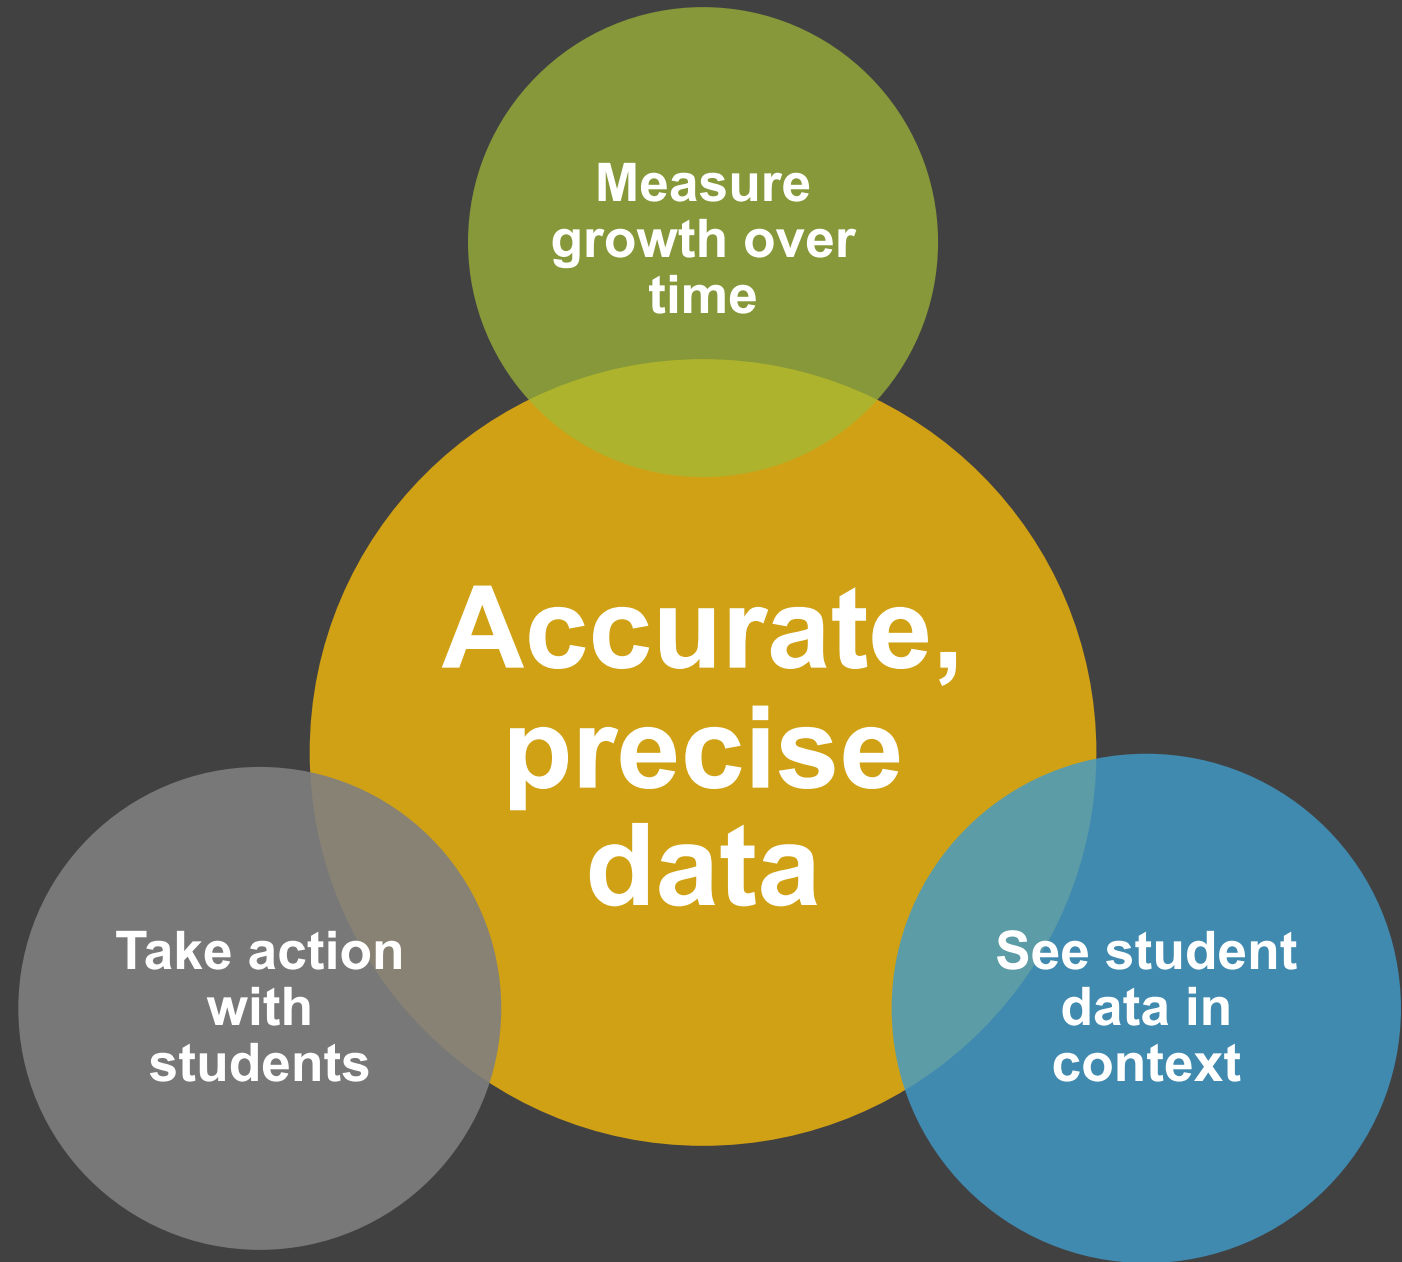 Measure
growth over
time
Accurate,
precise
data
Take action
with
students
See student
data in
context